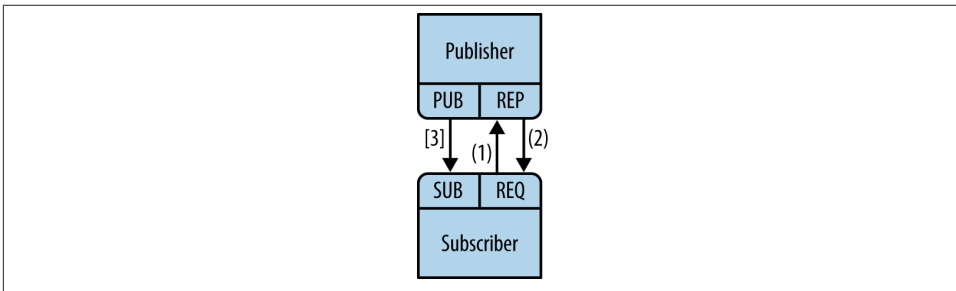 Publisher
PUB REP
[3] (1) (2)
SUB REQ
Subscriber